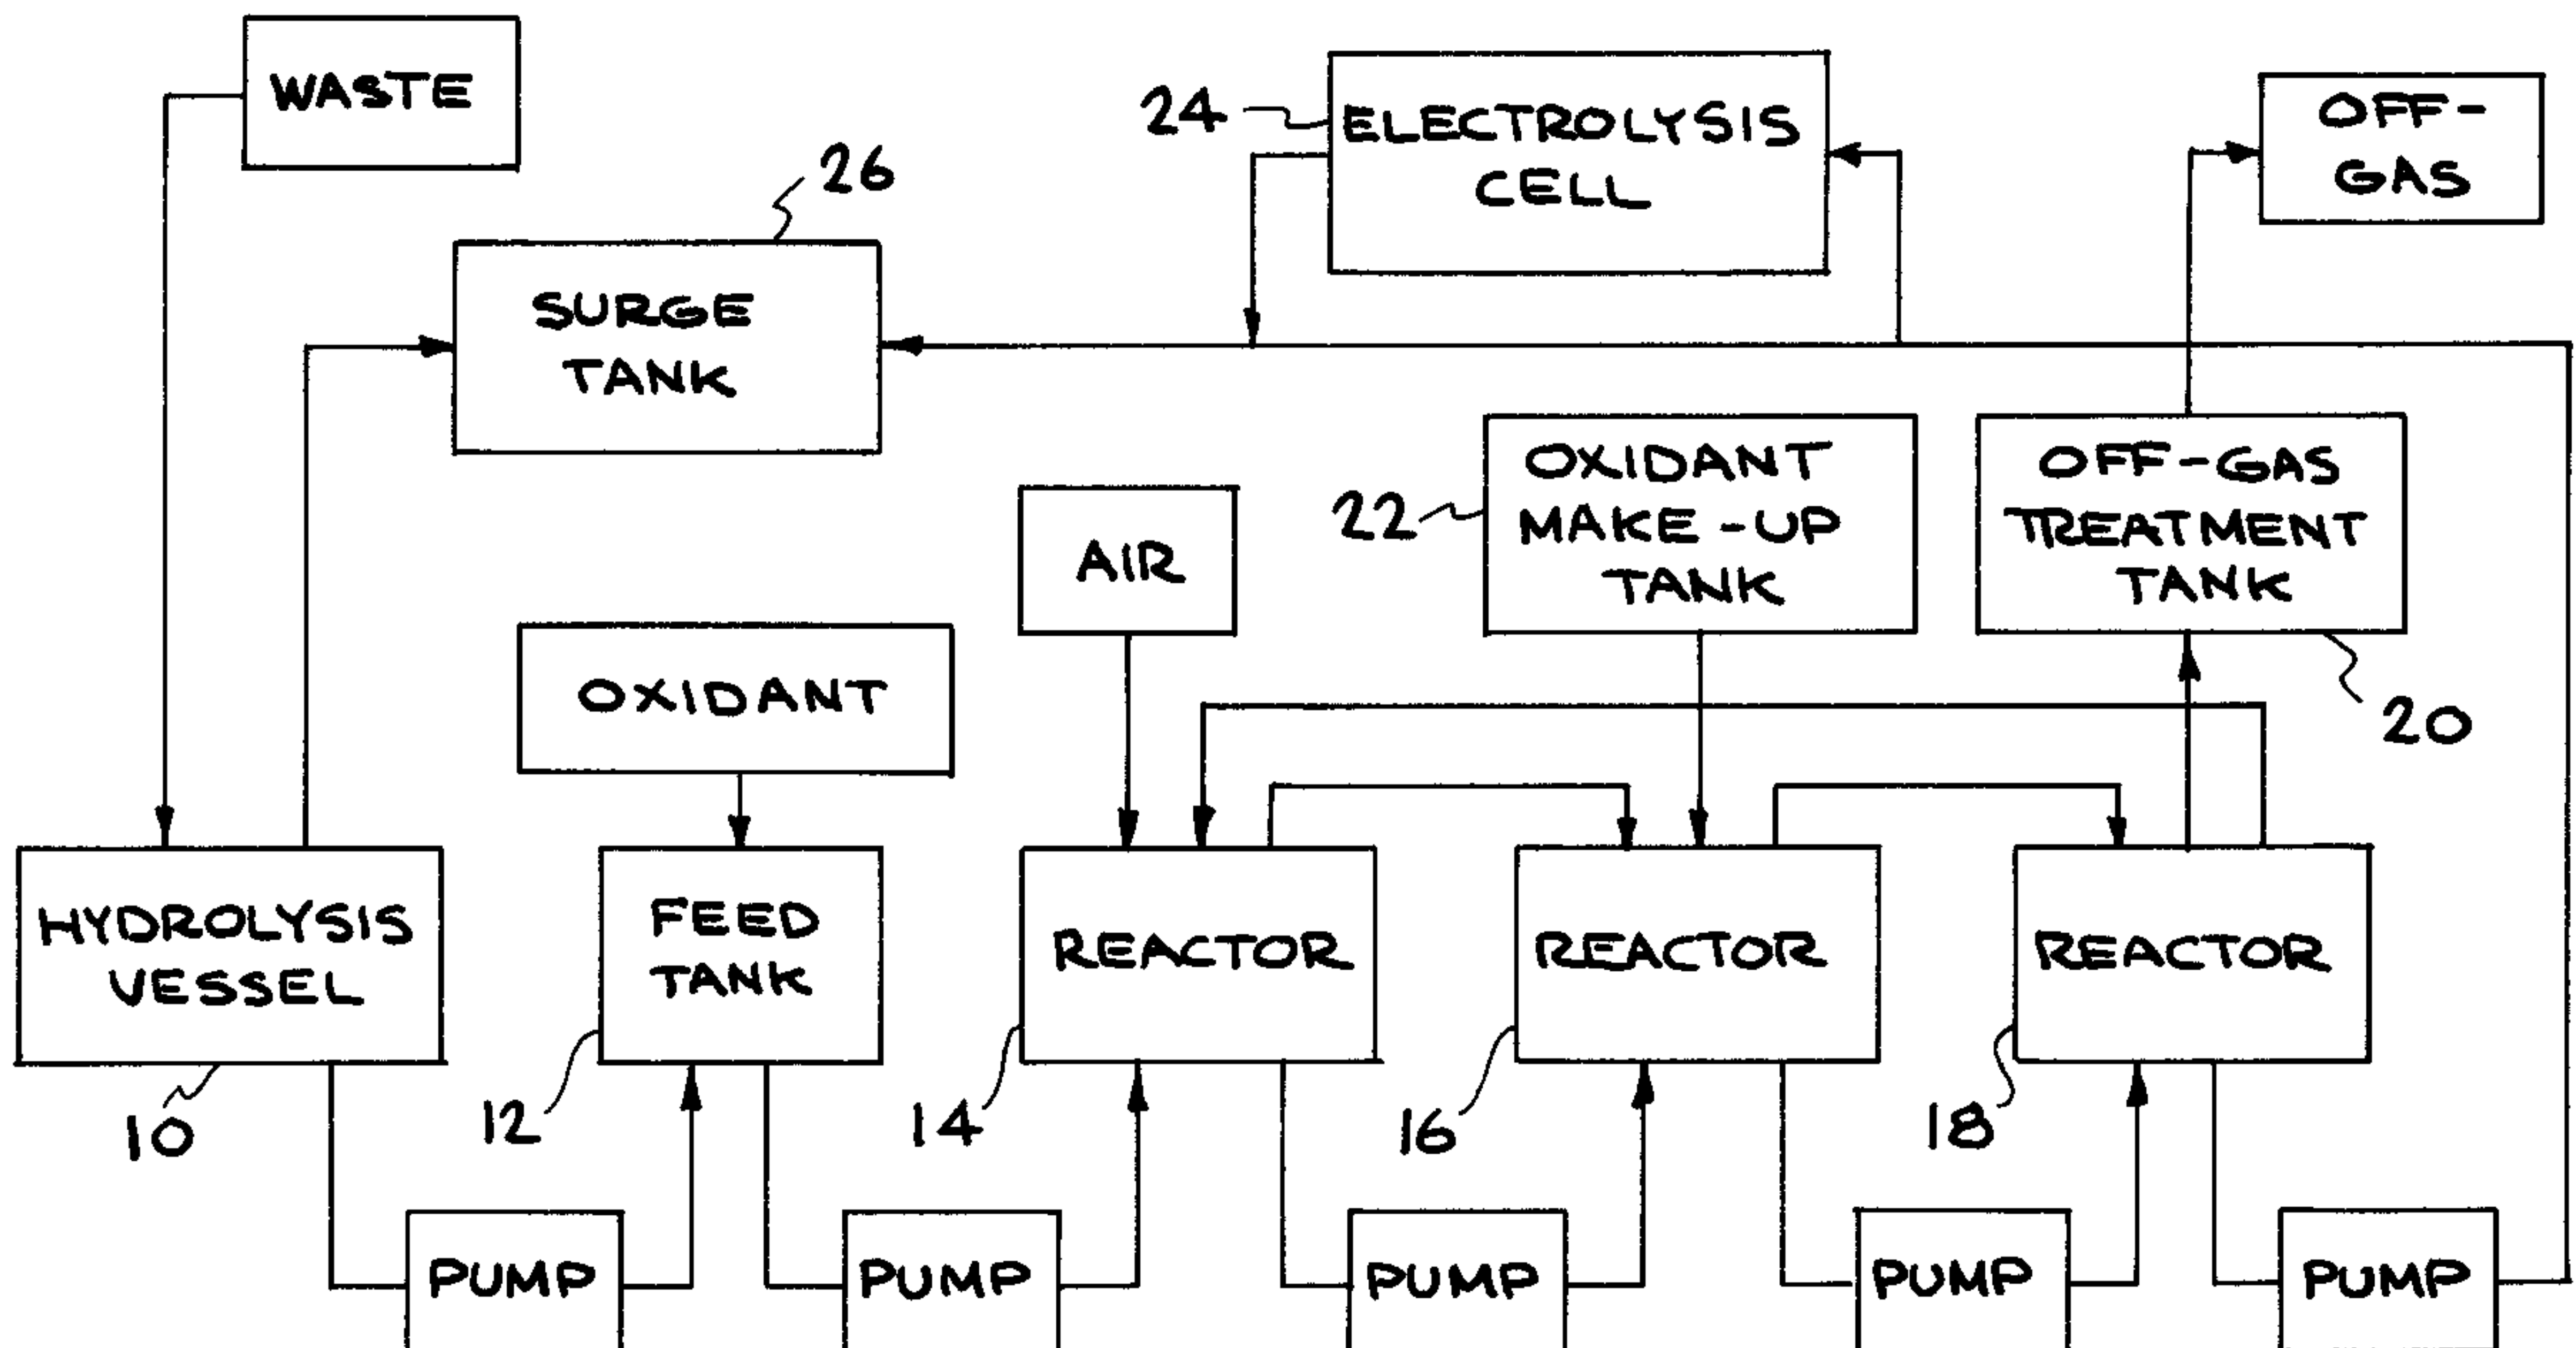 WASTE
24
ELECTROLYSIS
CELL
OFF-
GAS
26
SURGE
TANK
22
OXIDANT
MAKE-UP
TANK
OFF-GAS
TREATMENT
TANK
20
AIR
OXIDANT
HYDROLYSIS
VESSEL
10
FEED
TANK
12
REACTOR
14
REACTOR
16
REACTOR
18
PUMP
PUMP
PUMP
PUMP
PUMP